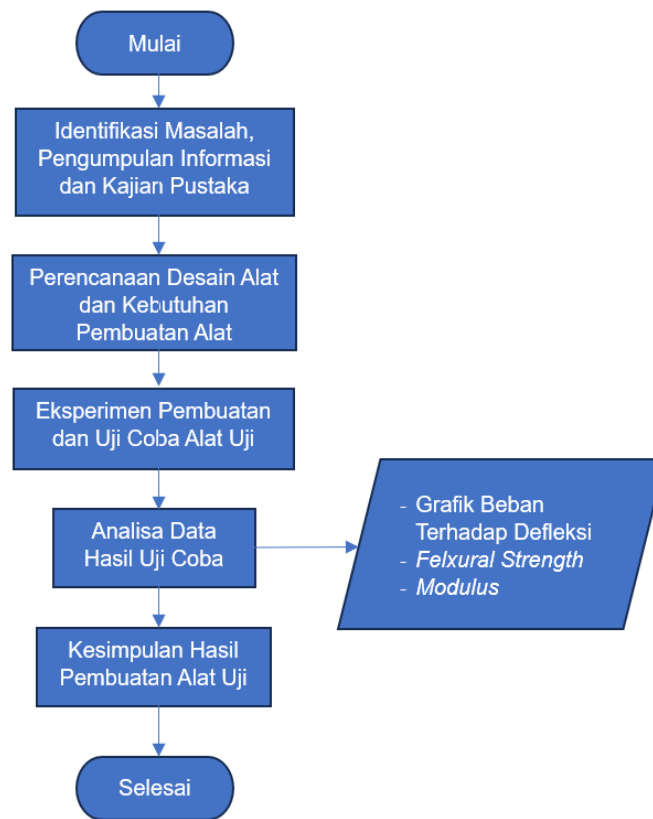 Mulai
Identifikasi Masalah,
Pengumpulan Informasi
dan Kajian Pustaka
Perencanaan Desain Alat
dan Kebutuhan
Pembuatan Alat
Eksperimen Pembuatan
dan Uji Coba Alat Uji
Analisa Data
Hasil Uji Coba
- Grafik Beban
Terhadap Defleksi
- Felxural Strength
- Modulus
Kesimpulan Hasil
Pembuatan Alat Uji
Selesai